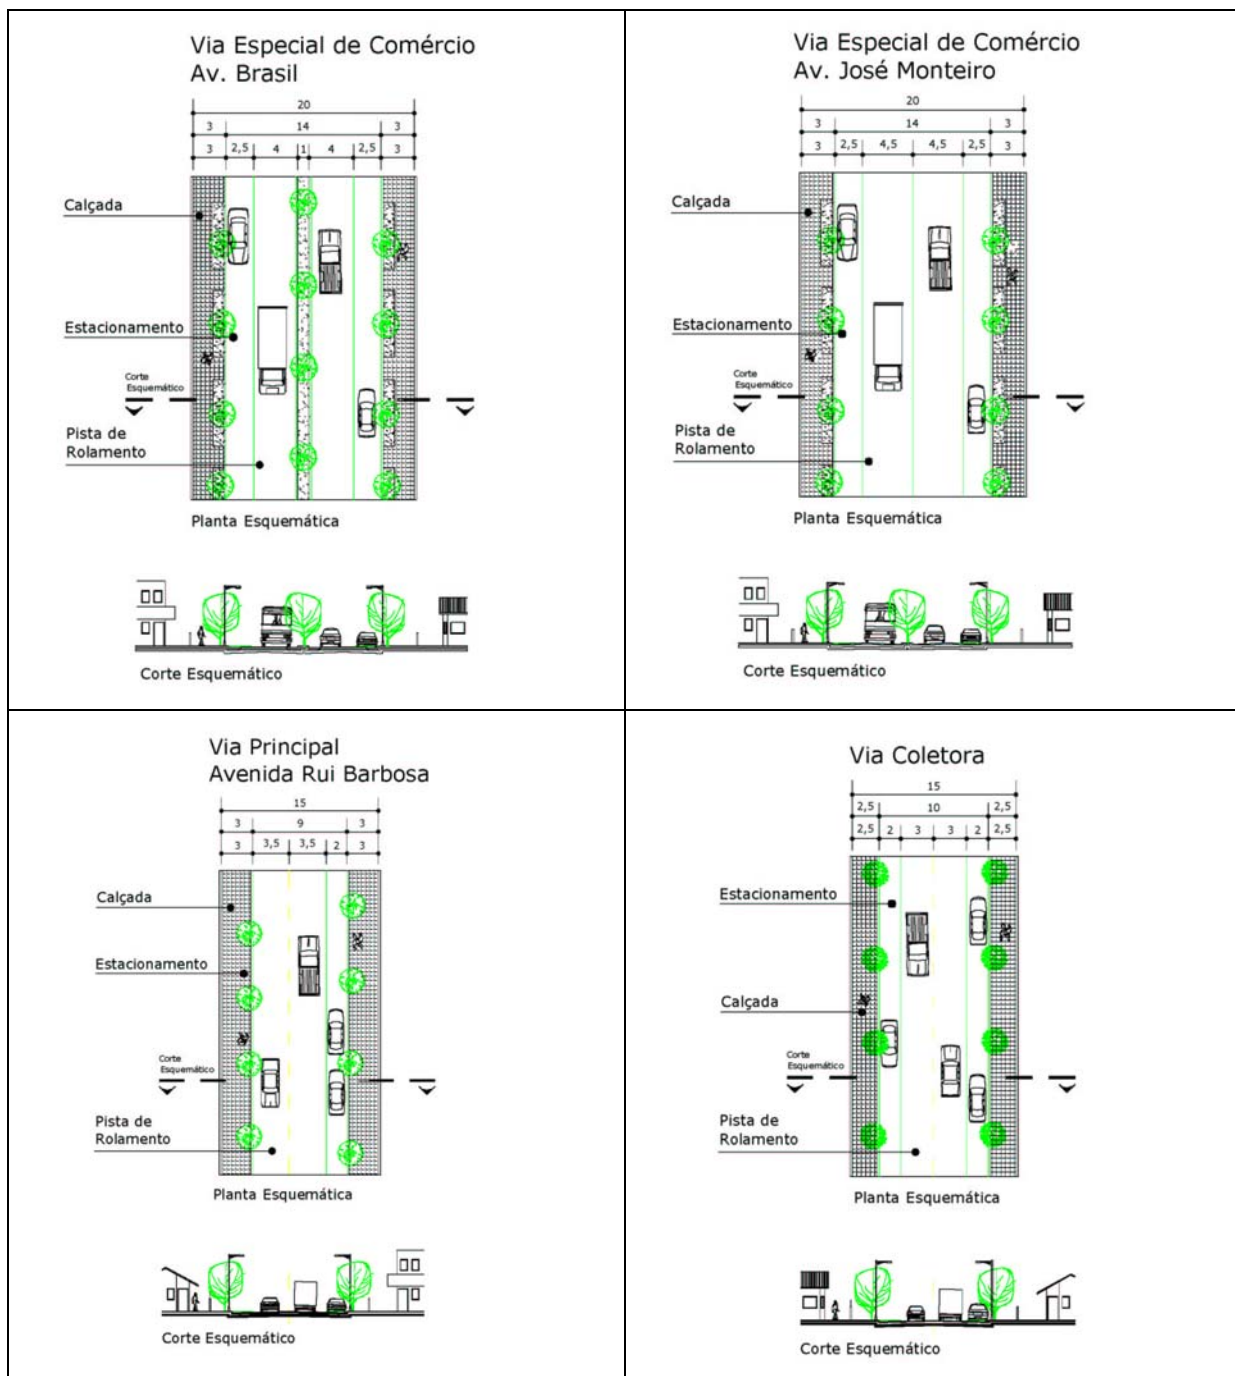 Via Especial de Comércio
Av. Brasil
20
3 14 3
3 2,5 4 1 4 2,5 3
Calçada
Estacionamento
Corte
Esquemático
Pista de
Rolamento
Planta Esquemática
Corte Esquemático
Via Especial de Comércio
Av. José Monteiro
20
3 14 3
3 2,5 4,5 4,5 2,5 3
Calçada
Estacionamento
Corte
Esquemático
Pista de
Rolamento
Planta Esquemática
Corte Esquemático
Via Principal
Avenida Rui Barbosa
15
3 9 3
3 3,5 3,5 2 3
Calçada
Estacionamento
Corte
Esquemático
Pista de
Rolamento
Planta Esquemática
Corte Esquemático
Via Coletora
15
2,5 10 2,5
2,5 2 3 3 2 2,5
Estacionamento
Calçada
Corte
Esquemático
Pista de
Rolamento
Planta Esquemática
Corte Esquemático